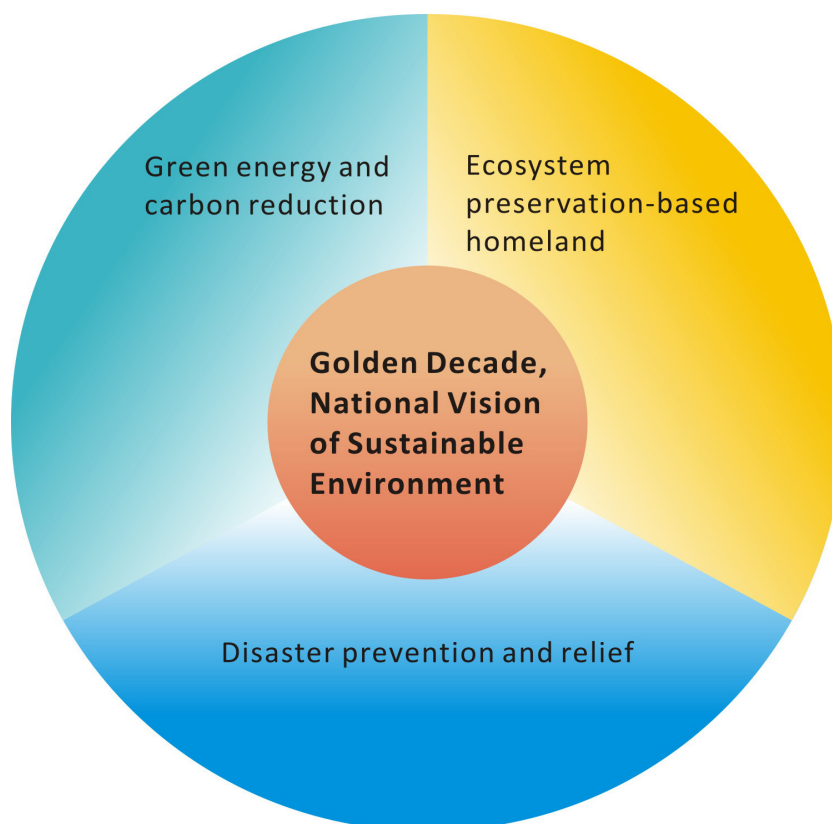 Green energy and
carbon reduction
Ecosystem
preservation-based
homeland
Golden Decade,
National Vision
of Sustainable
Environment
Disaster prevention and relief